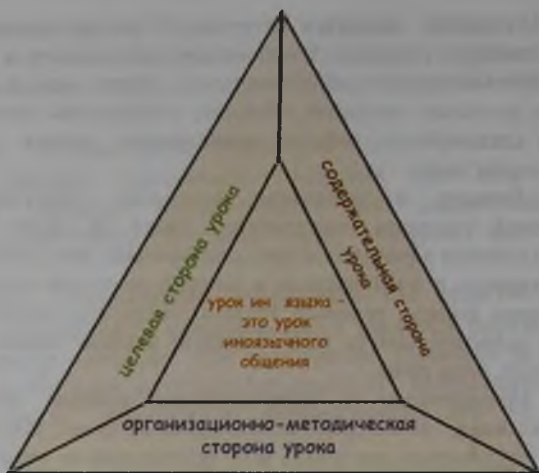 целевая сторона урока
содержательная сторона
урока
урок ин языка -
это урок
иноязычного
общения
организационно-методическая
сторона урока